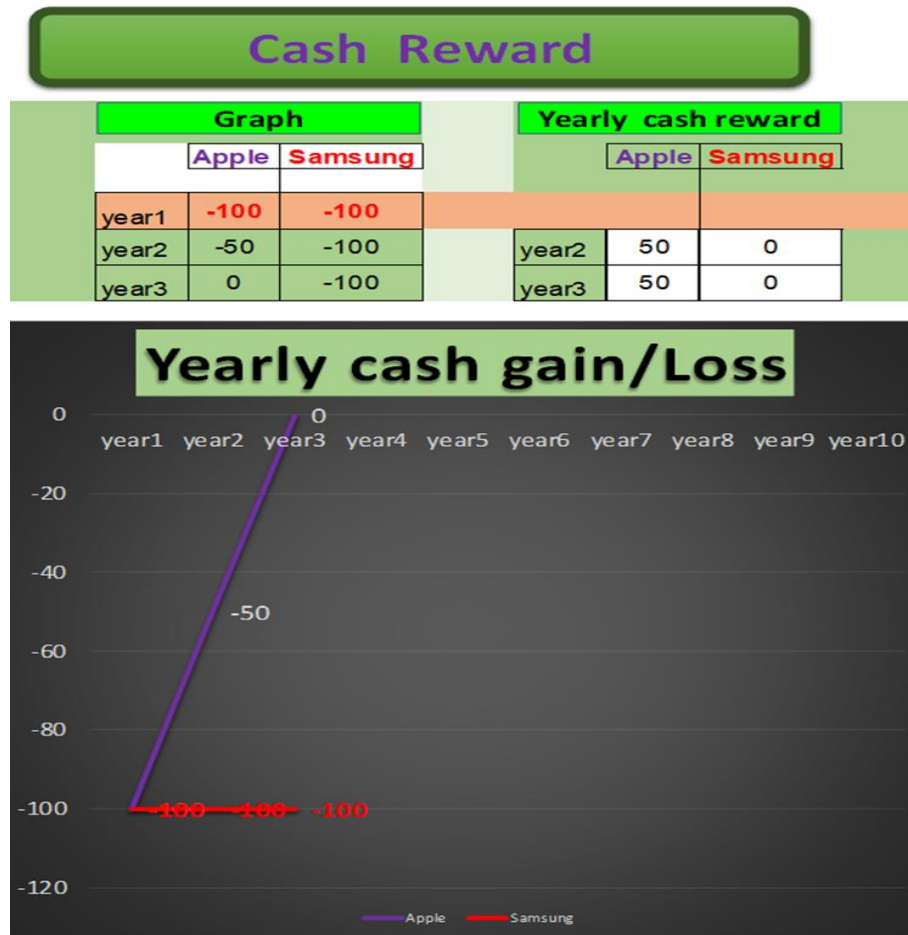 Cash Reward
Graph Yearly cash reward
Apple Samsung Apple Samsung
year1 -100 -100
year2 -50 -100 year2 50 0
year3 0 -100 year3 50 0
Yearly cash gain/Loss
0 0
year1 year2 year3 year4 year5 year6 year7 year8 year9 year10
-20
-40
-50
-60
-80
-100 -100 -100 -100
-120
Apple Samsung